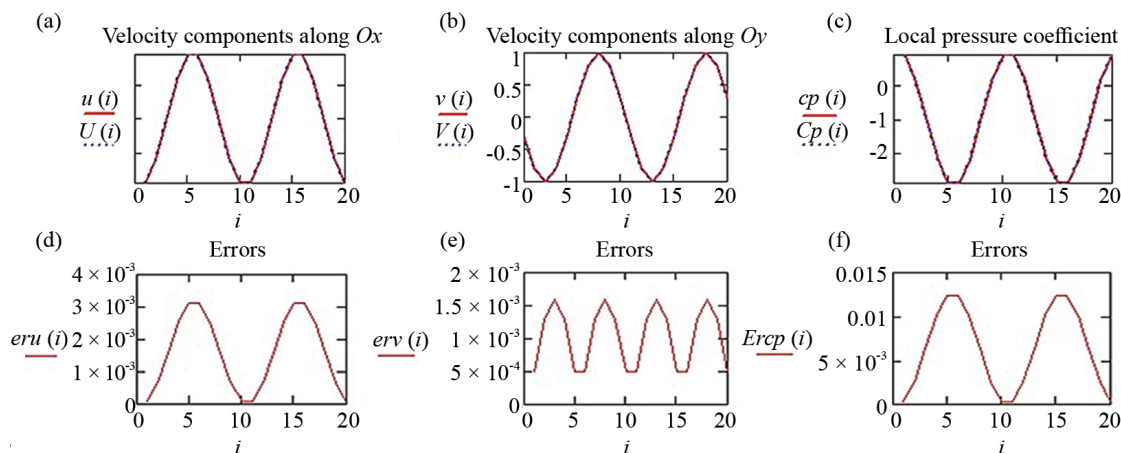 (a)
Velocity components along Ox
u (i)
U (i)
0 5 10 15 20
i
(b)
Velocity components along Oy
v (i)
V (i)
1
0.5
0
-0.5
-1
0 5 10 15 20
i
(c)
Local pressure coefficient
cp (i)
Cp (i)
0
-1
-2
0 5 10 15 20
i
(d)
Errors
eru (i)
4 × 10⁻³
3 × 10⁻³
2 × 10⁻³
1 × 10⁻³
0
0 5 10 15 20
i
(e)
Errors
erv (i)
2 × 10⁻³
1.5 × 10⁻³
1 × 10⁻³
5 × 10⁻⁴
0
0 5 10 15 20
i
(f)
Errors
Ercp (i)
0.015
0.01
5 × 10⁻³
0
0 5 10 15 20
i